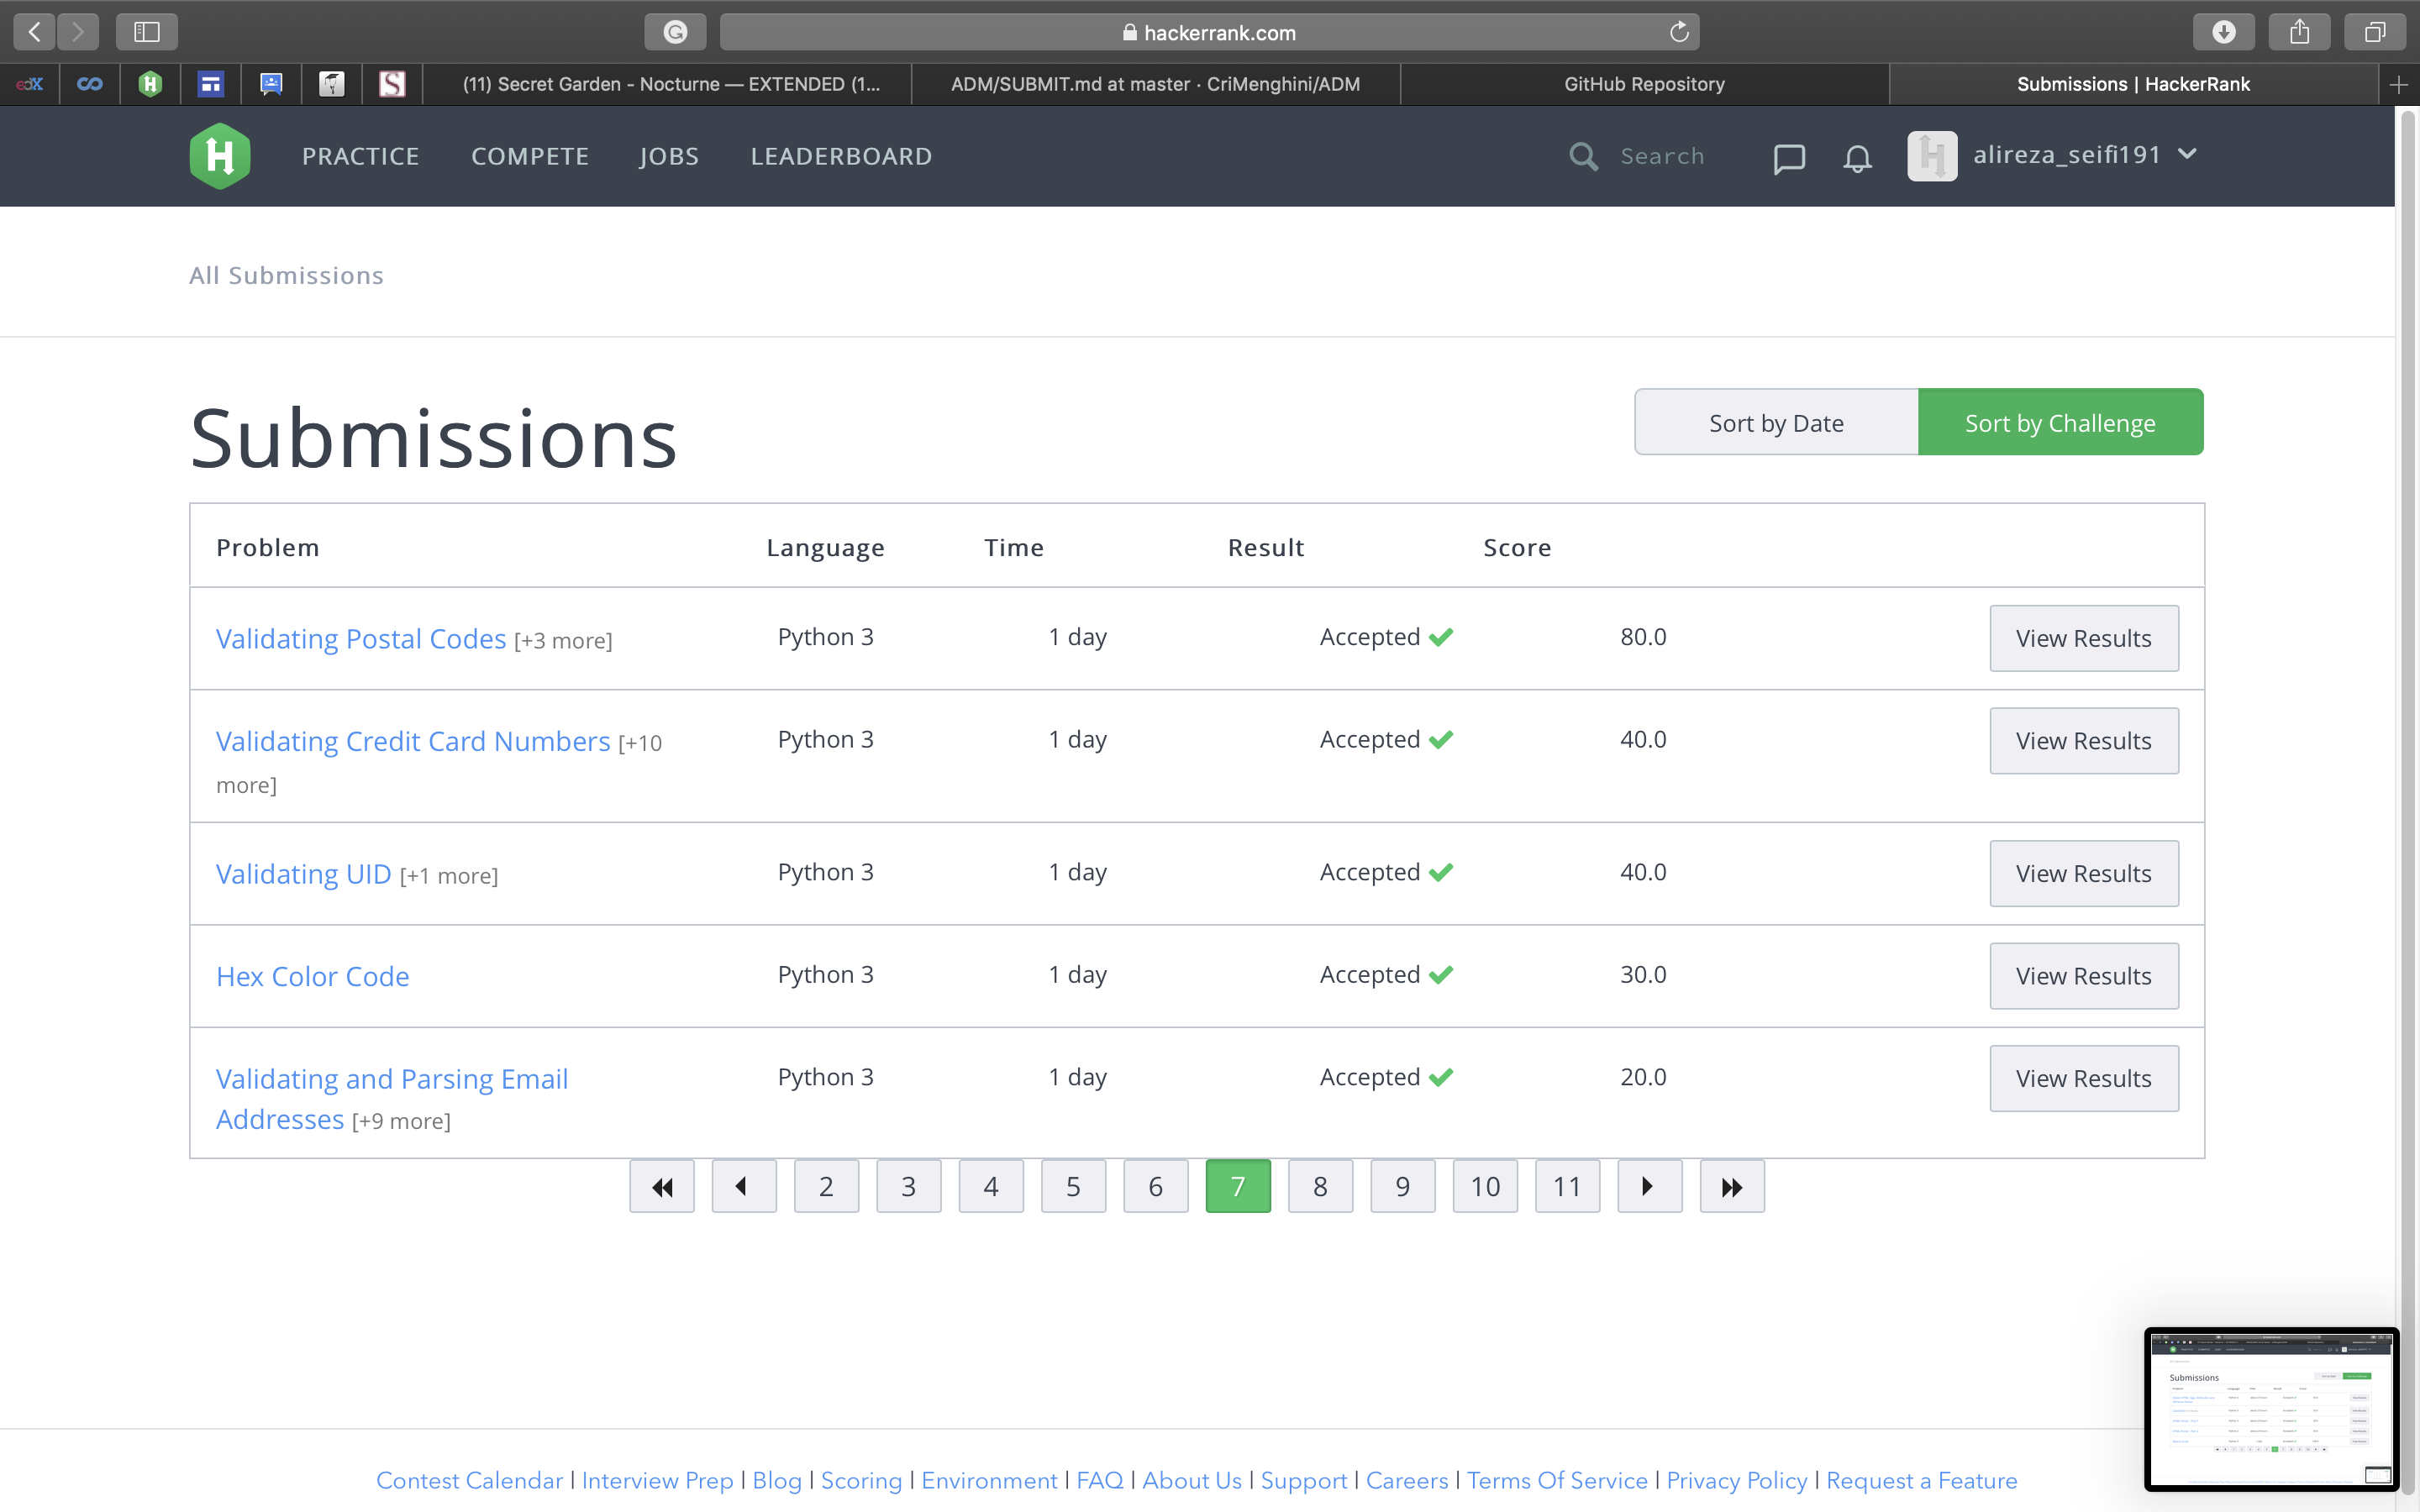 hackerrank.com
(11) Secret Garden - Nocturne — EXTENDED (1...
ADM/SUBMIT.md at master · CriMenghini/ADM
GitHub Repository
Submissions | HackerRank
PRACTICE COMPETE JOBS LEADERBOARD Search alireza_seifi191
All Submissions
Submissions
Sort by Date Sort by Challenge
Problem Language Time Result Score
Validating Postal Codes [+3 more] Python 3 1 day Accepted 80.0 View Results
Validating Credit Card Numbers [+10 Python 3 1 day Accepted 40.0 View Results
more]
Validating UID [+1 more] Python 3 1 day Accepted 40.0 View Results
Hex Color Code Python 3 1 day Accepted 30.0 View Results
Validating and Parsing Email Python 3 1 day Accepted 20.0 View Results
Addresses [+9 more]
2 3 4 5 6 7 8 9 10 11
Submissions
Contest Calendar | Interview Prep | Blog | Scoring | Environment | FAQ | About Us | Support | Careers | Terms Of Service | Privacy Policy | Request a Feature